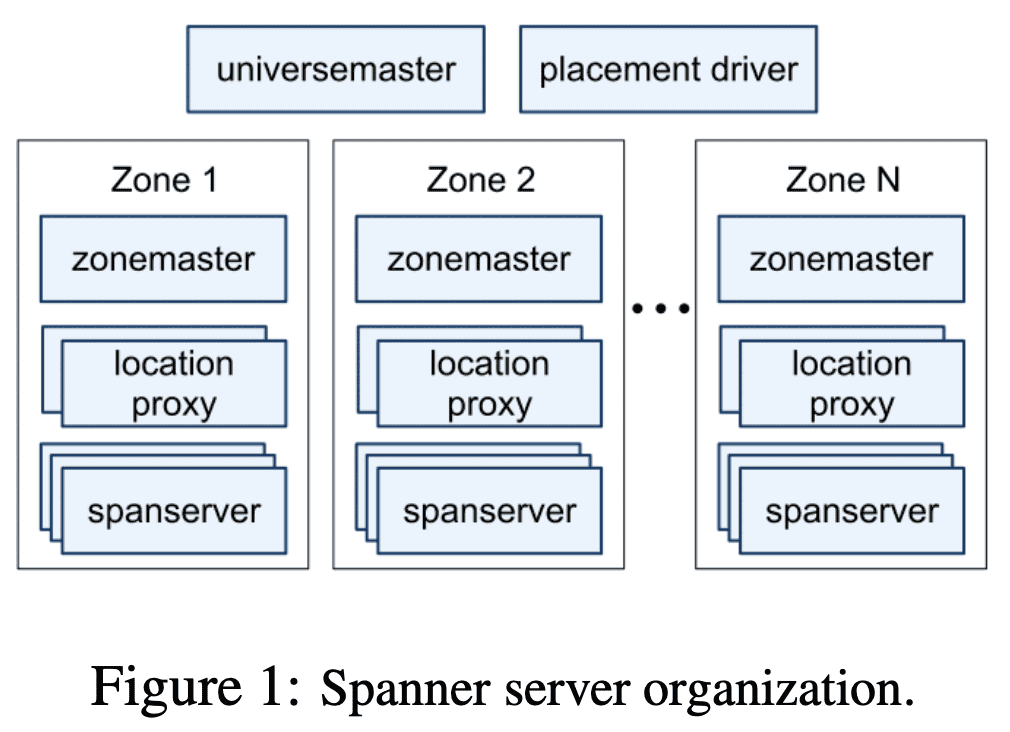 universemaster placement driver
Zone 1 Zone 2 Zone N
zonemaster zonemaster zonemaster
...
location location location
proxy proxy proxy
spanserver spanserver spanserver
Figure 1: Spanner server organization.